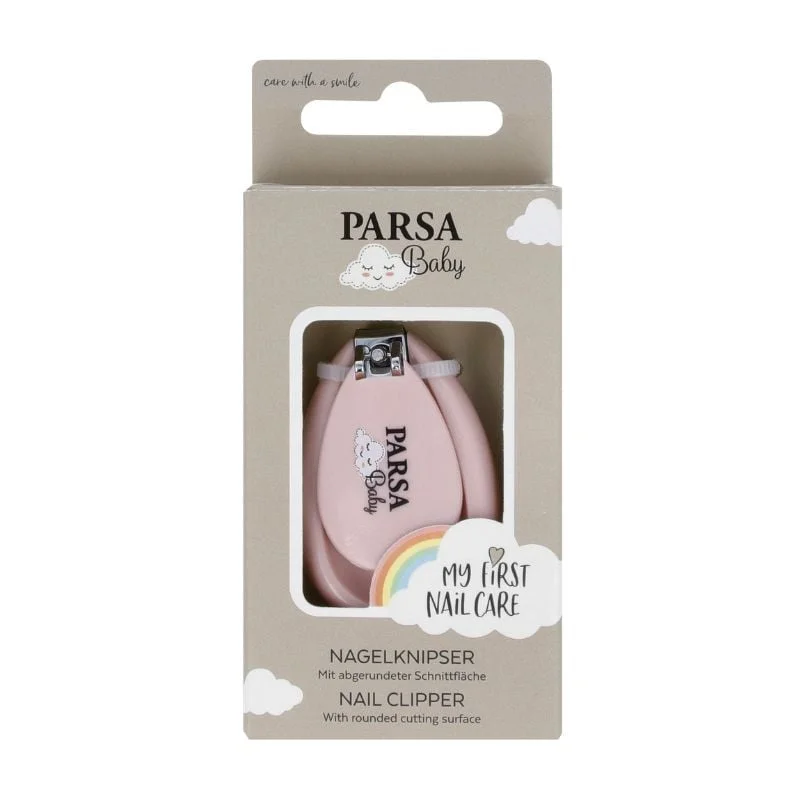 care with a smile
PARSA
Baby
PARSA
Baby
MY FiRST
NAiL CARE
NAGELKNIPSER
Mit abgerundeter Schnittfläche
NAIL CLIPPER
With rounded cutting surface